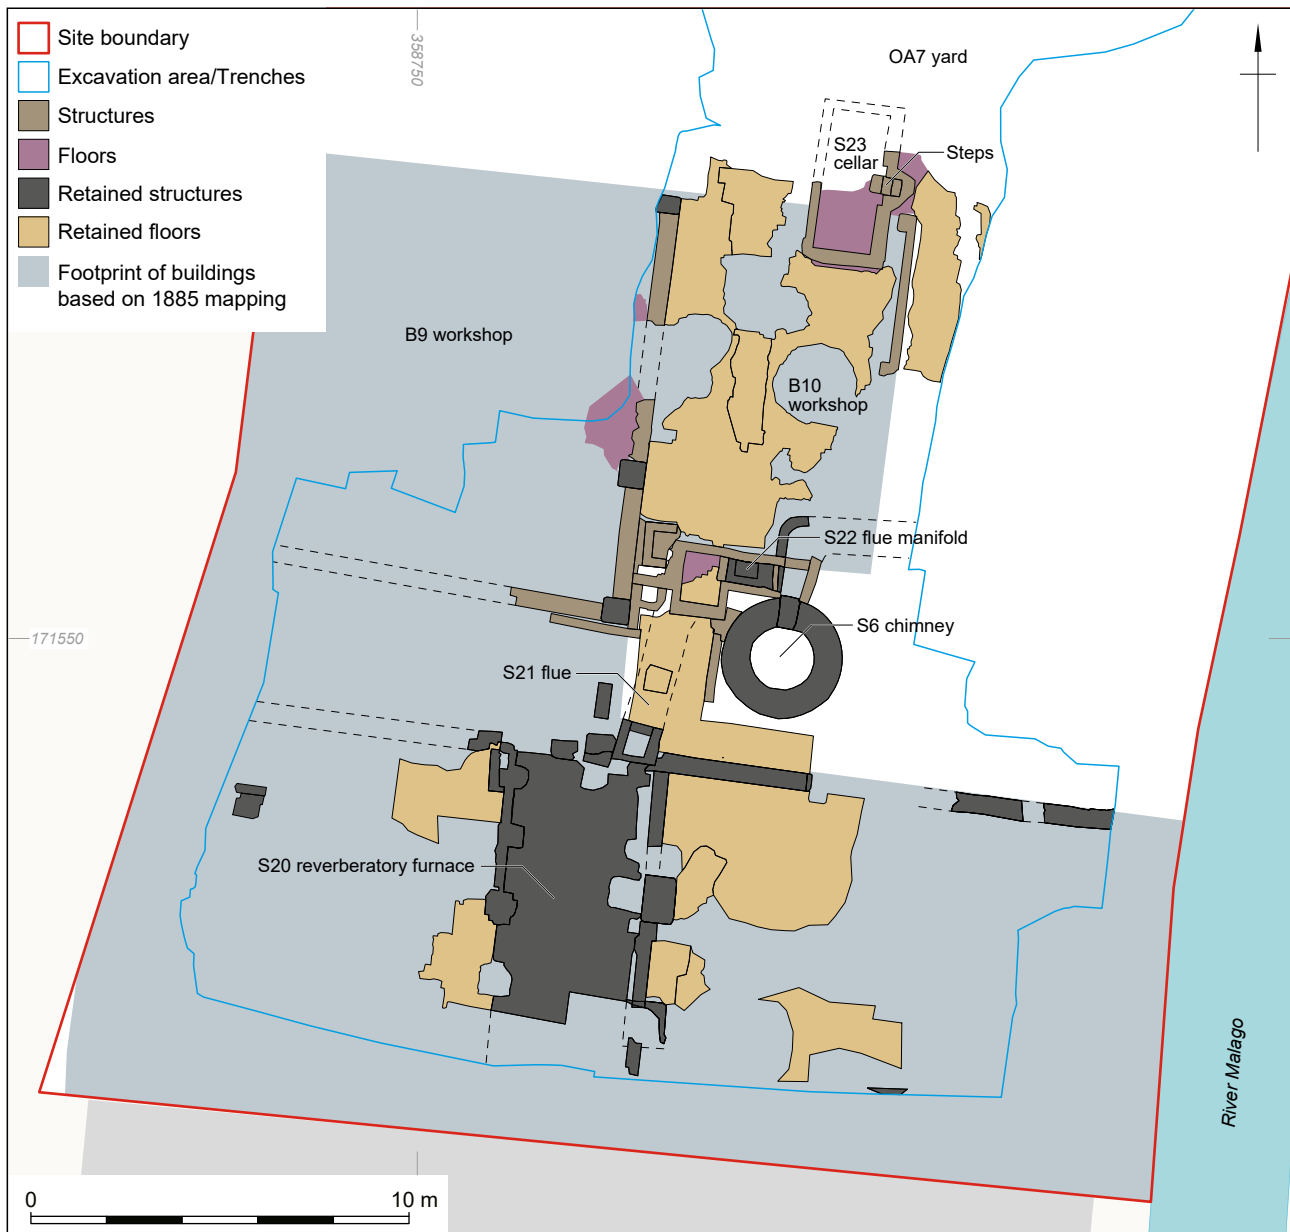 Site boundary
Excavation area/Trenches
Structures
Floors
Retained structures
Retained floors
Footprint of buildings
based on 1885 mapping
358750
OA7 yard
S23
cellar
Steps
B9 workshop
B10
workshop
S22 flue manifold
171550
S6 chimney
S21 flue
S20 reverberatory furnace
River Malago
0
10 m